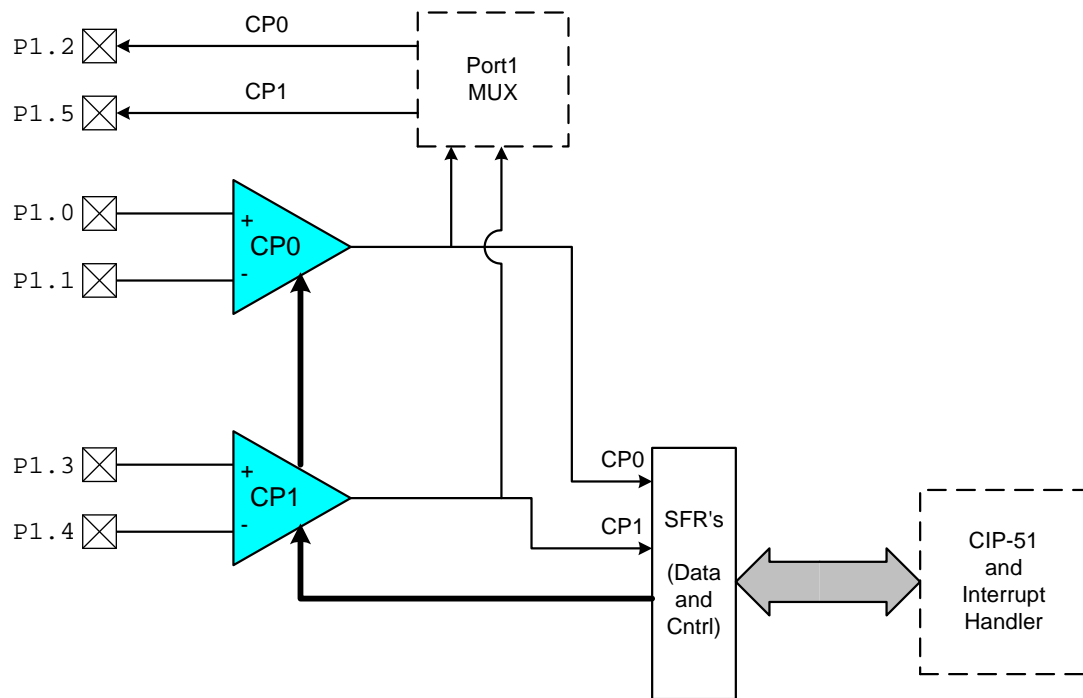 P1.2
CP0
Port1
MUX
P1.5
CP1
P1.0
+
CP0
P1.1
-
P1.3
+
CP1
P1.4
-
CP0
CP1
SFR's
(Data
and
Cntrl)
CIP-51
and
Interrupt
Handler